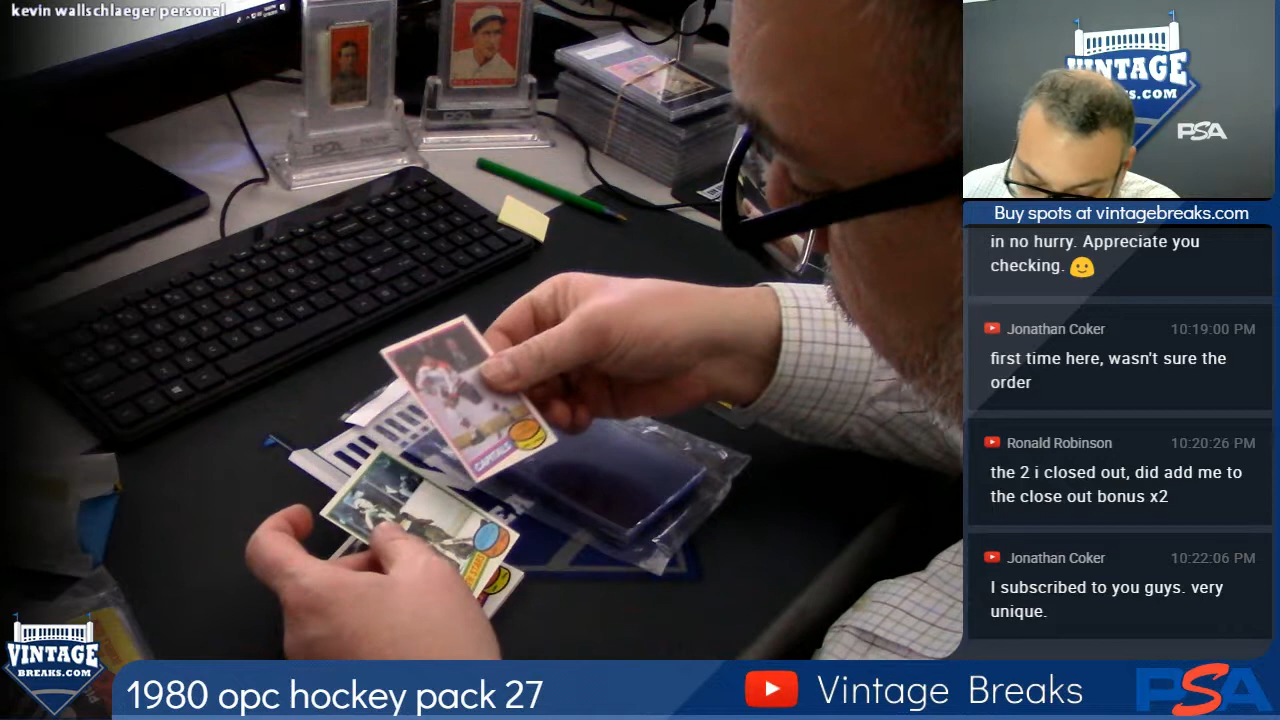 kevin wallschlaeger personal
VINTAGE
KS.COM
PSA
Buy spots at vintagebreaks.com
in no hurry. Appreciate you
checking. 🙂
Jonathan Coker 10:19:00 PM
first time here, wasn't sure the
order
Ronald Robinson 10:20:26 PM
the 2 i closed out, did add me to
the close out bonus x2
Jonathan Coker 10:22:06 PM
I subscribed to you guys. very
unique.
PSA
CAPITALS
VINTAGE
BREAKS.COM
1980 opc hockey pack 27
Vintage Breaks
PSA